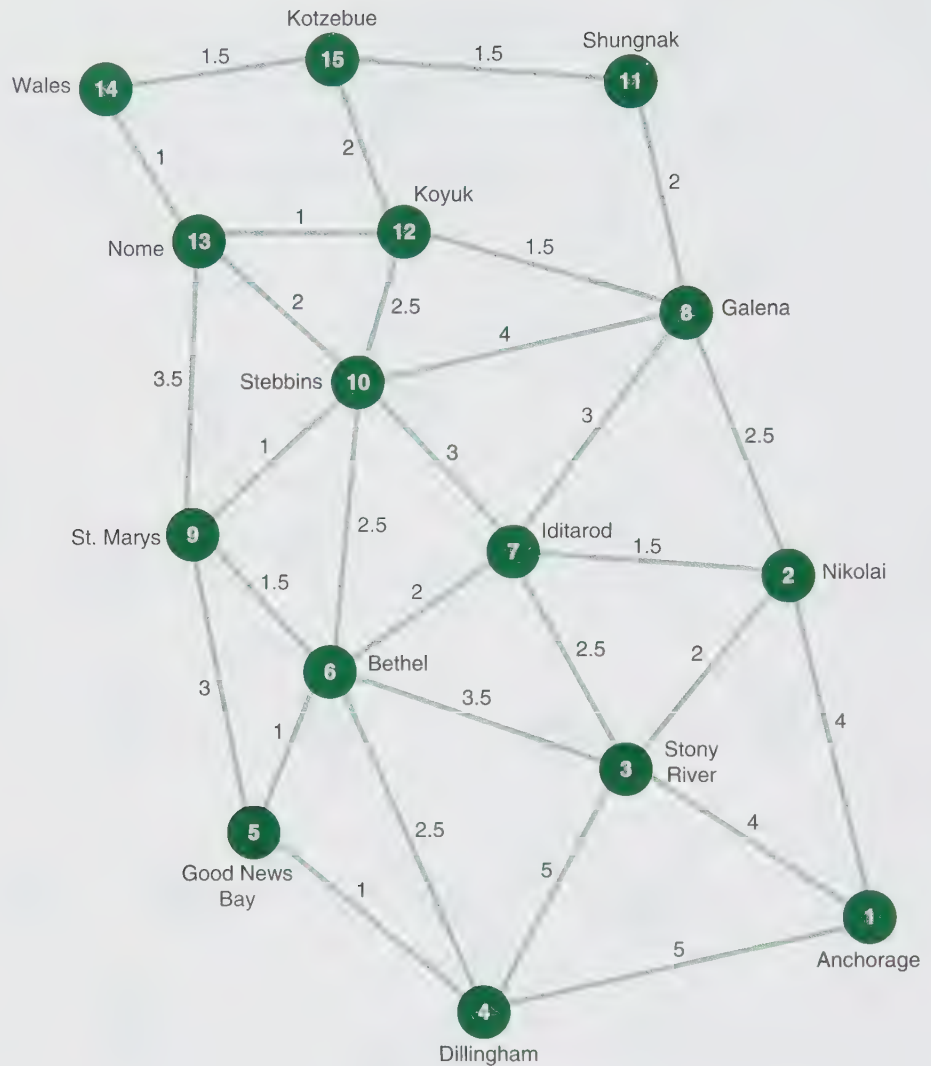 Kotzebue
Shungnak
1.5
15
1.5
Wales
14
11
1
2
Koyuk
2
1
12
1.5
Nome
13
2
2.5
8
Galena
4
Stebbins
10
3.5
3
2.5
1
3
2.5
St. Marys
9
7
Iditarod
1.5
2
Nikolai
1.5
2
2.5
2
6
Bethel
3
3.5
4
1
3
Stony
River
5
2.5
4
Good News
Bay
1
5
1
5
Anchorage
4
Dillingham